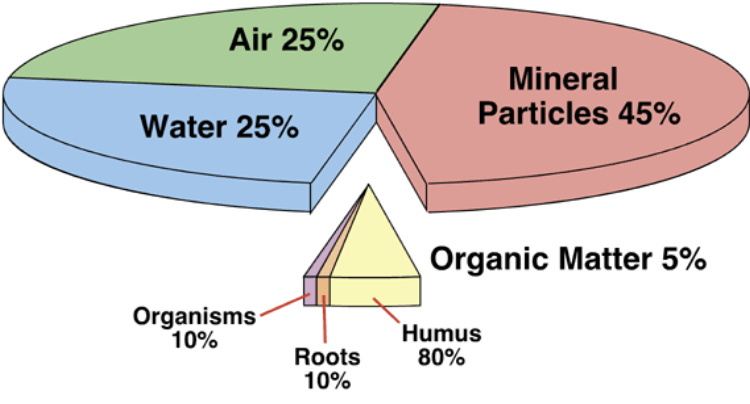 Air 25%
Mineral
Particles 45%
Water 25%
Organic Matter 5%
Organisms
10%
Roots
10%
Humus
80%